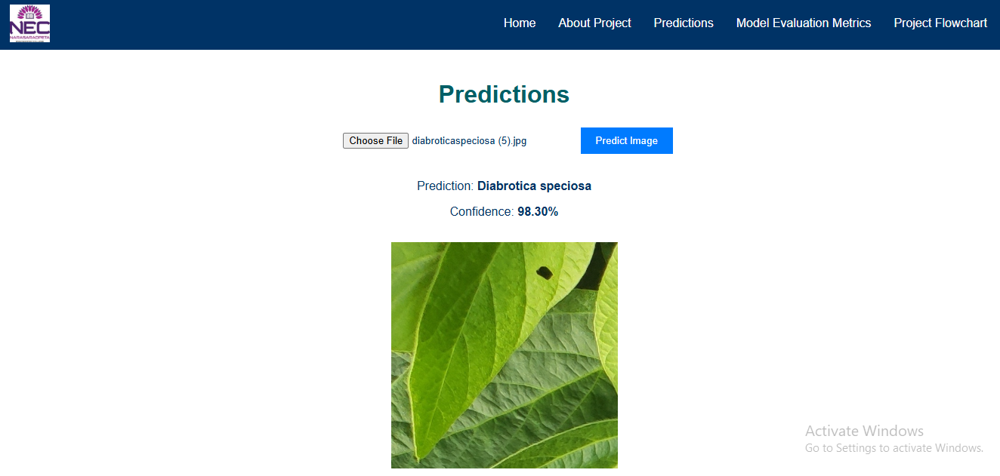 NEC
NARASARAOPETA
Home About Project Predictions Model Evaluation Metrics Project Flowchart
Predictions
Choose File diabroticaspeciosa (5).jpg Predict Image
Prediction: Diabrotica speciosa
Confidence: 98.30%
Activate Windows
Go to Settings to activate Windows.